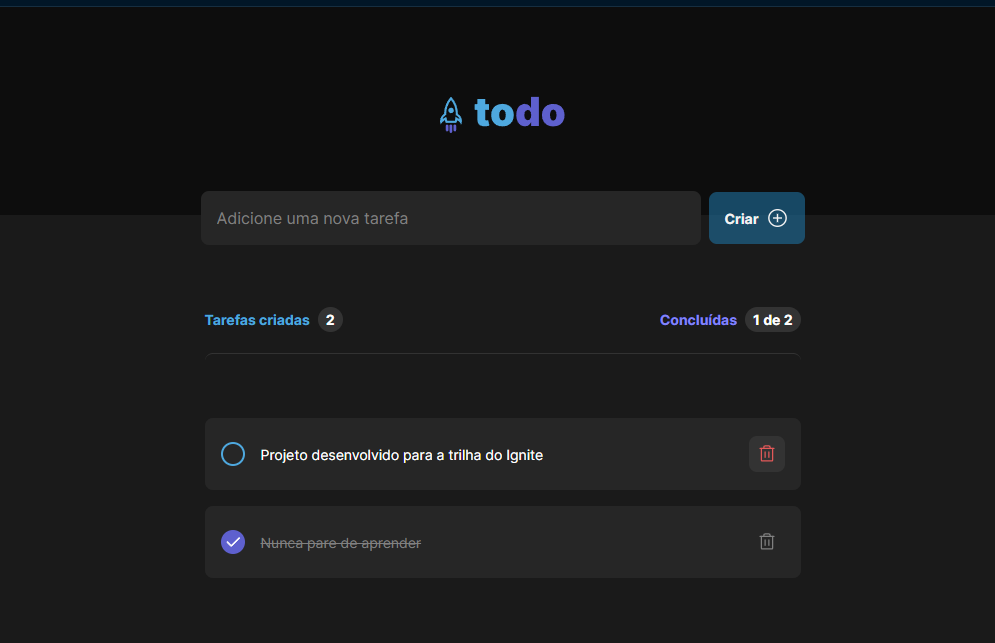 todo
Adicione uma nova tarefa
Criar
Tarefas criadas 2
Concluídas 1 de 2
Projeto desenvolvido para a trilha do Ignite
Nunca pare de aprender